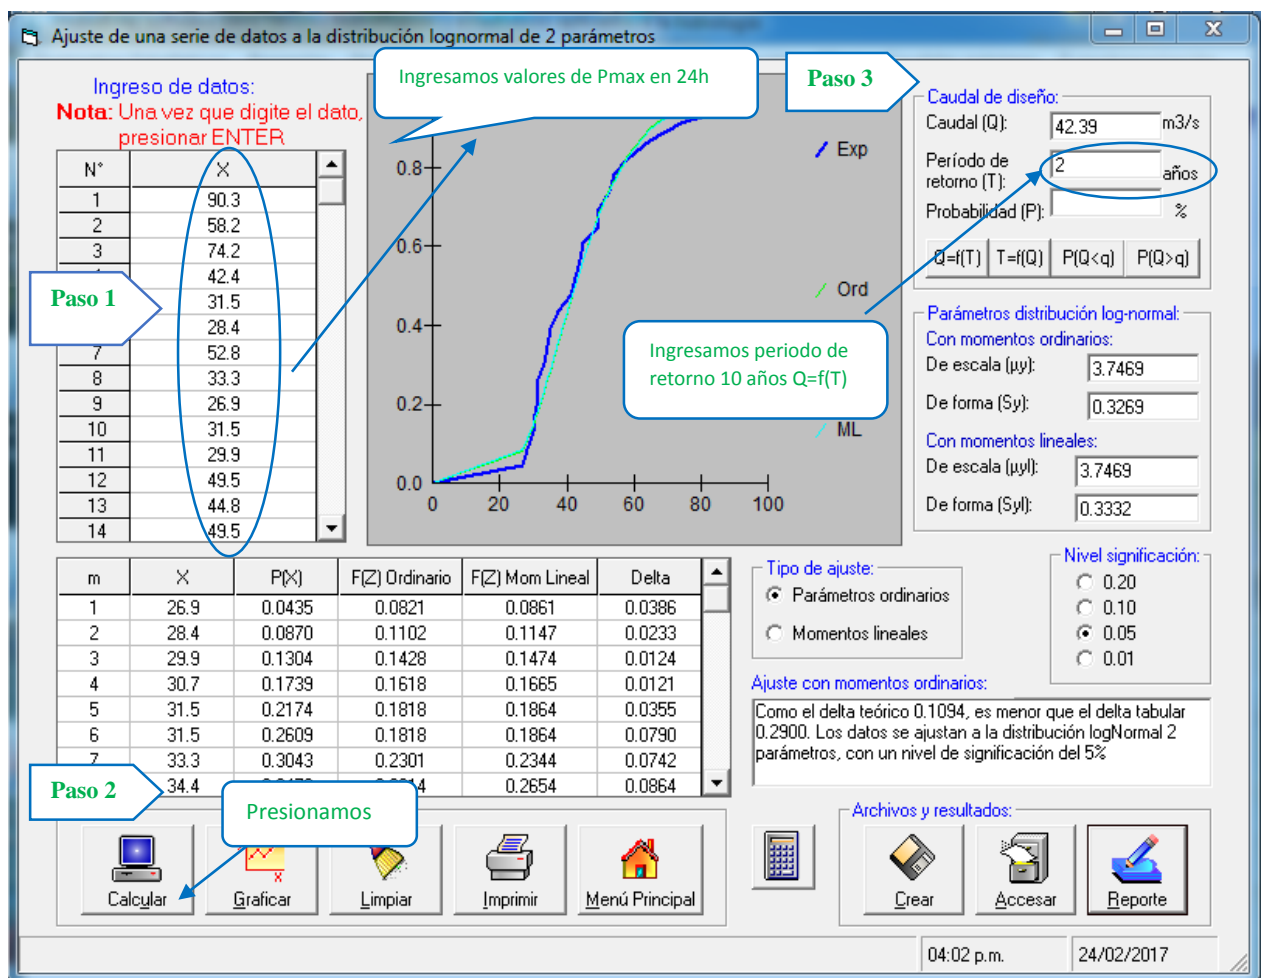 Ajuste de una serie de datos a la distribución lognormal de 2 parámetros
Ingreso de datos:
Nota: Una vez que digite el dato,
presionar ENTER
N° X
1 90.3
2 58.2
3 74.2
42.4
31.5
28.4
7 52.8
8 33.3
9 26.9
10 31.5
11 29.9
12 49.5
13 44.8
14 49.5
Paso 1
Ingresamos valores de Pmax en 24h
0.8
0.6
0.4
0.2
0.0
0 20 40 60 80 100
Exp
Ord
ML
Ingresamos periodo de
retorno 10 años Q=f(T)
Paso 3
Caudal de diseño:
Caudal (Q): 42.39 m3/s
Período de
retorno (T): 2 años
Probabilidad (P): %
Q=f(T) T=f(Q) P(Q<q) P(Q>q)
Parámetros distribución log-normal:
Con momentos ordinarios:
De escala (μy): 3.7469
De forma (Sy): 0.3269
Con momentos lineales:
De escala (μyl): 3.7469
De forma (Syl): 0.3332
m X P(X) F(Z) Ordinario F(Z) Mom Lineal Delta
1 26.9 0.0435 0.0821 0.0861 0.0386
2 28.4 0.0870 0.1102 0.1147 0.0233
3 29.9 0.1304 0.1428 0.1474 0.0124
4 30.7 0.1739 0.1618 0.1665 0.0121
5 31.5 0.2174 0.1818 0.1864 0.0355
6 31.5 0.2609 0.1818 0.1864 0.0790
7 33.3 0.3043 0.2301 0.2344 0.0742
34.4 0.2654 0.0864
Paso 2
Presionamos
Tipo de ajuste:
Parámetros ordinarios
Momentos lineales
Nivel significación:
0.20
0.10
0.05
0.01
Ajuste con momentos ordinarios:
Como el delta teórico 0.1094, es menor que el delta tabular
0.2900. Los datos se ajustan a la distribución logNormal 2
parámetros, con un nivel de significación del 5%
Calcular Graficar Limpiar Imprimir Menú Principal
Archivos y resultados:
Crear Accesar Reporte
04:02 p.m. 24/02/2017